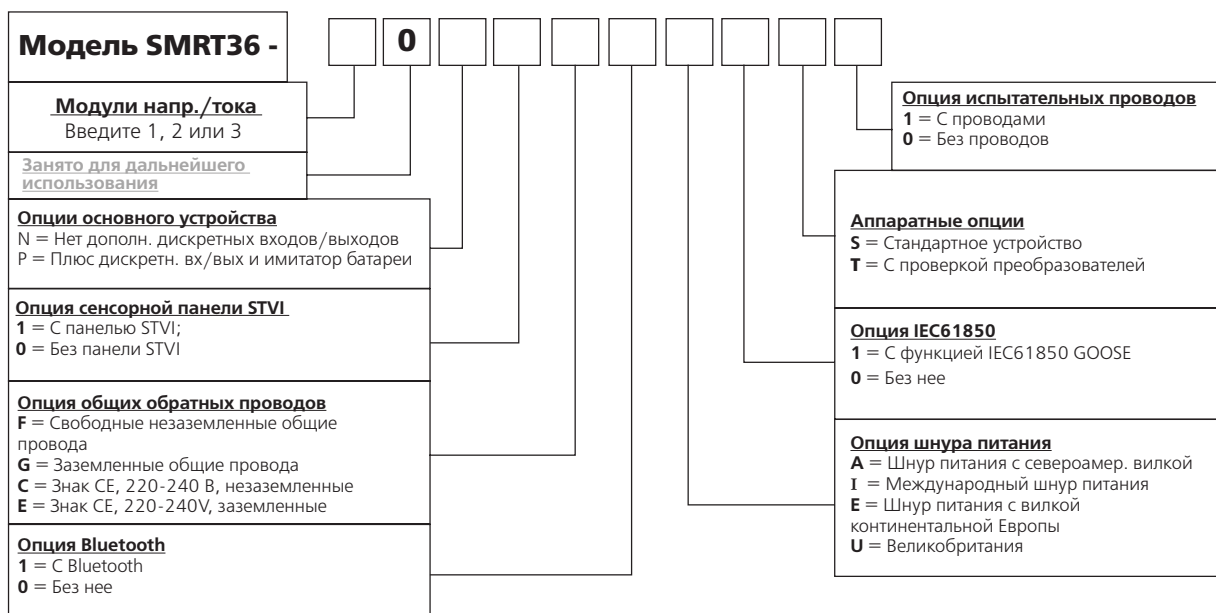 Модель SMRT36 -
0
Модули напр./тока
Введите 1, 2 или 3
Занято для дальнейшего
использования
Опции основного устройства
N = Нет дополн. дискретных входов/выходов
P = Плюс дискретн. вх/вых и имитатор батареи
Опция сенсорной панели STVI
1 = С панелью STVI;
0 = Без панели STVI
Опция общих обратных проводов
F = Свободные незаземленные общие
провода
G = Заземленные общие провода
C = Знак CE, 220-240 В, незаземленные
E = Знак CE, 220-240V, заземленные
Опция Bluetooth
1 = С Bluetooth
0 = Без нее
Опция испытательных проводов
1 = С проводами
0 = Без проводов
Аппаратные опции
S = Стандартное устройство
T = С проверкой преобразователей
Опция IEC61850
1 = С функцией IEC61850 GOOSE
0 = Без нее
Опция шнура питания
A = Шнур питания с североамер. вилкой
I = Международный шнур питания
E = Шнур питания с вилкой
континентальной Европы
U = Великобритания